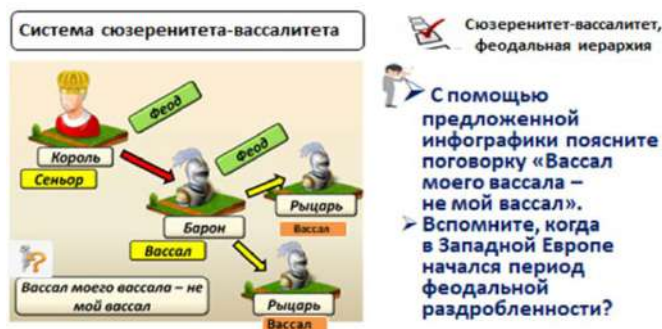 Система сюзеренитета-вассалитета
Сюзеренитет-вассалитет,
феодальная иерархия
Феод
Король
Сеньор
Феод
Рыцарь
Вассал
Барон
Вассал
Вассал моего вассала – не
мой вассал
Рыцарь
Вассал
С помощью
предложенной
инфографики поясните
поговорку «Вассал
моего вассала –
не мой вассал».
Вспомните, когда
в Западной Европе
начался период
феодальной
раздробленности?